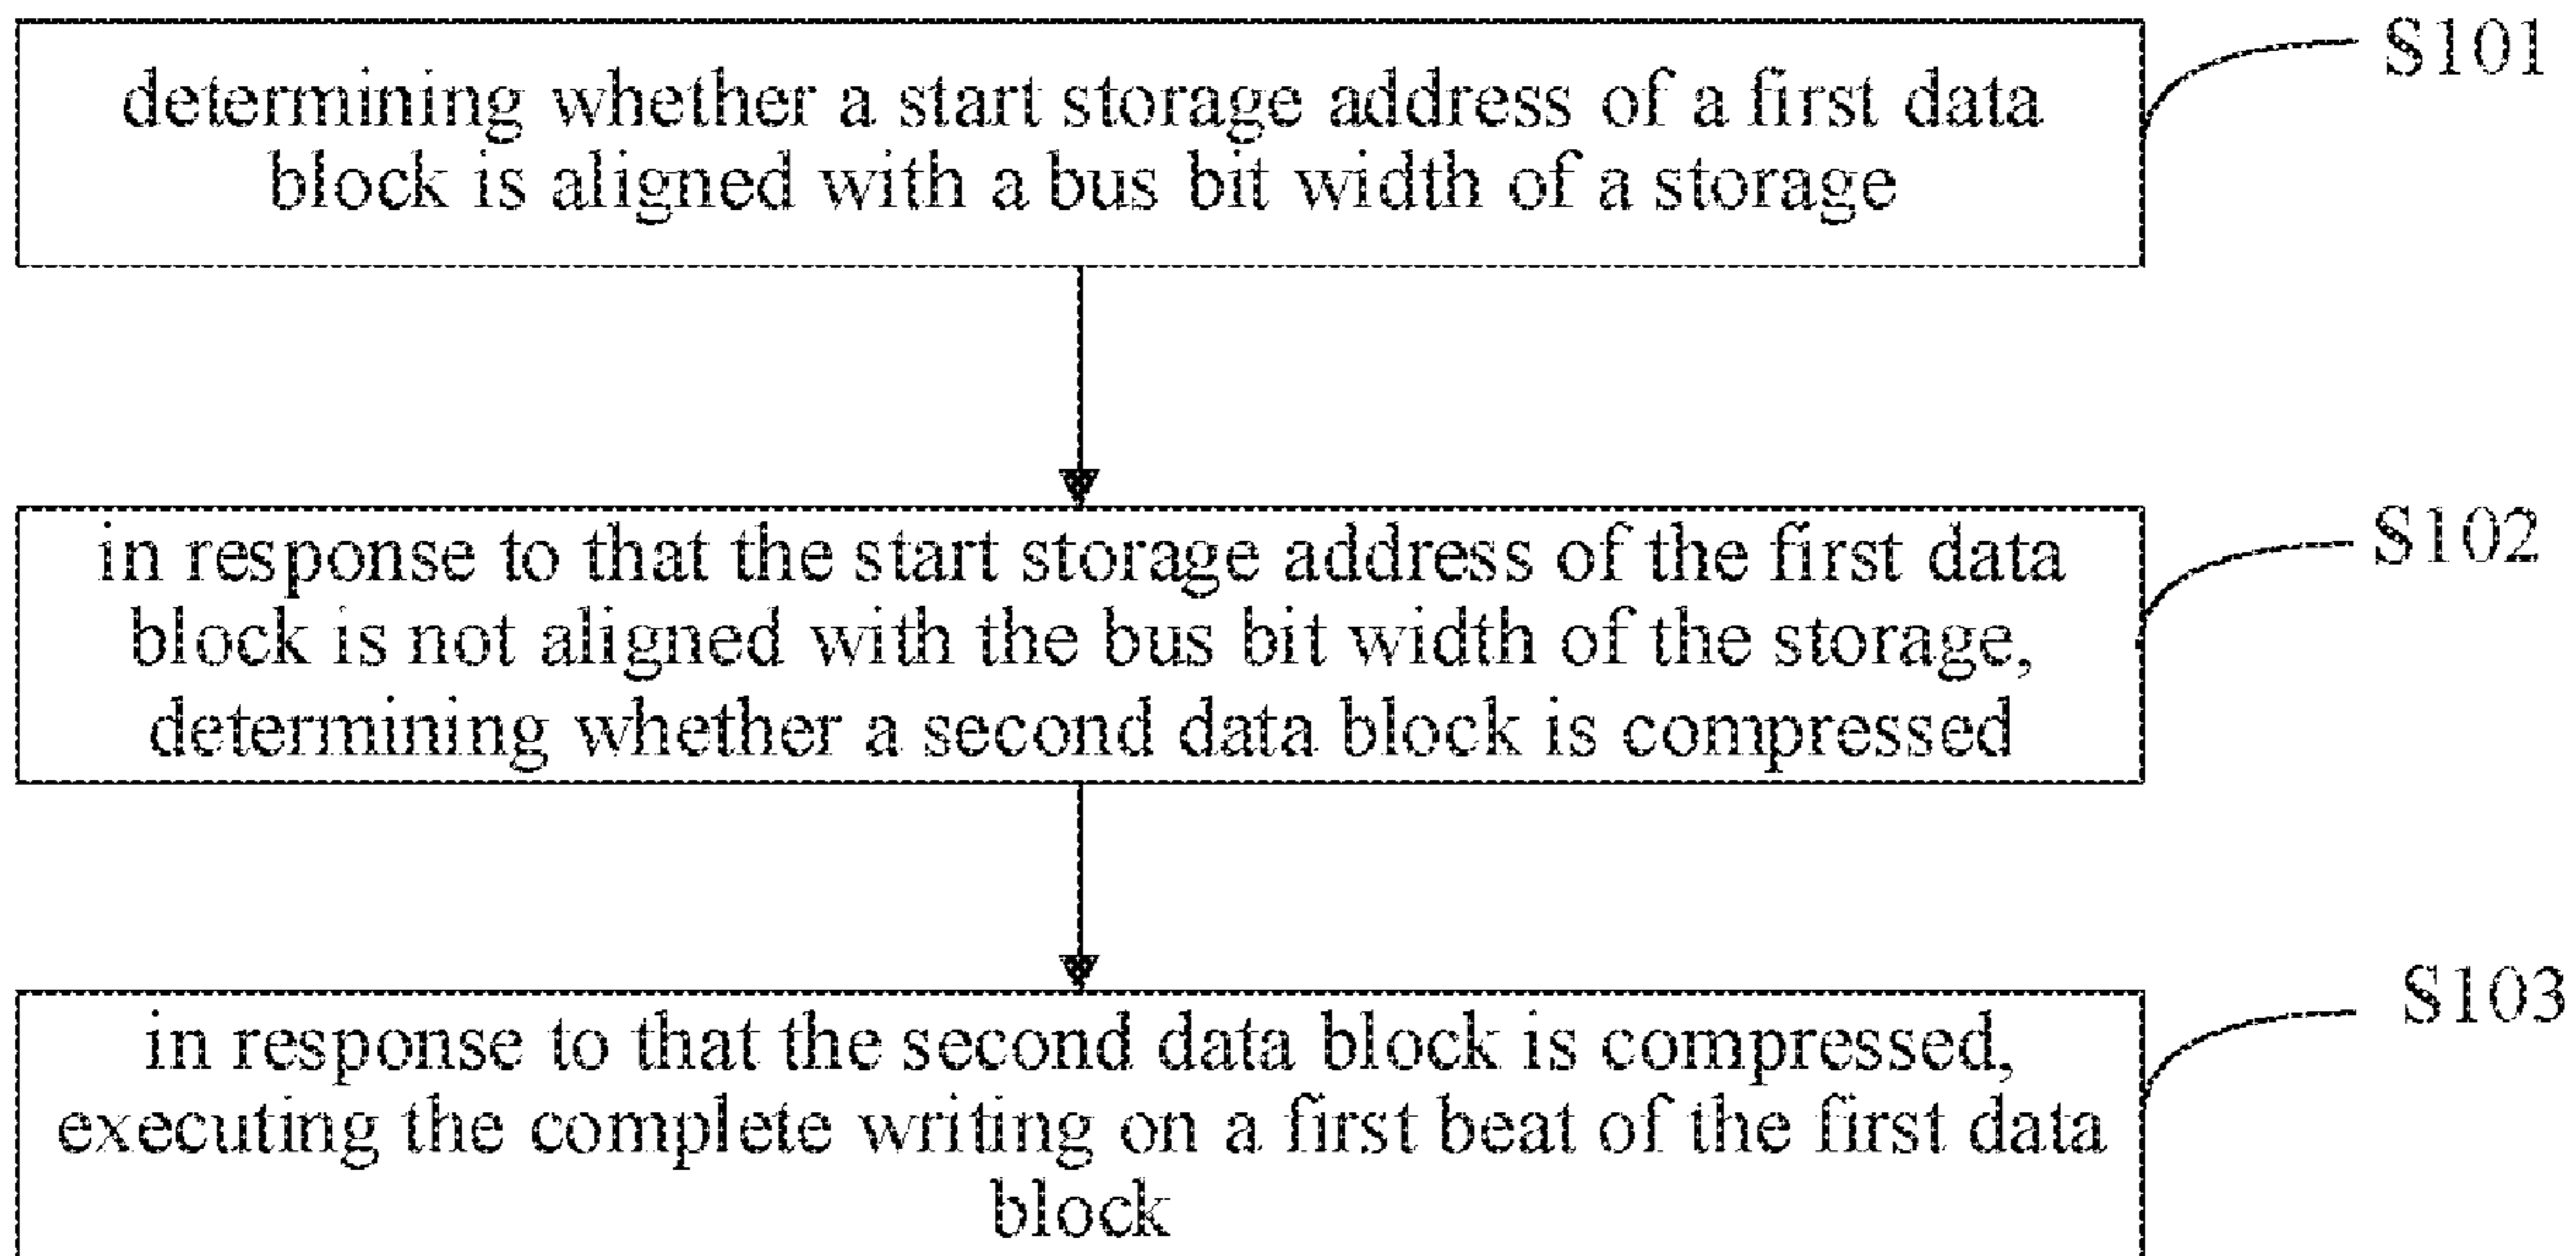 determining whether a start storage address of a first data
block is aligned with a bus bit width of a storage
S101
in response to that the start storage address of the first data
block is not aligned with the bus bit width of the storage,
determining whether a second data block is compressed
S102
in response to that the second data block is compressed,
executing the complete writing on a first beat of the first data
block
S103